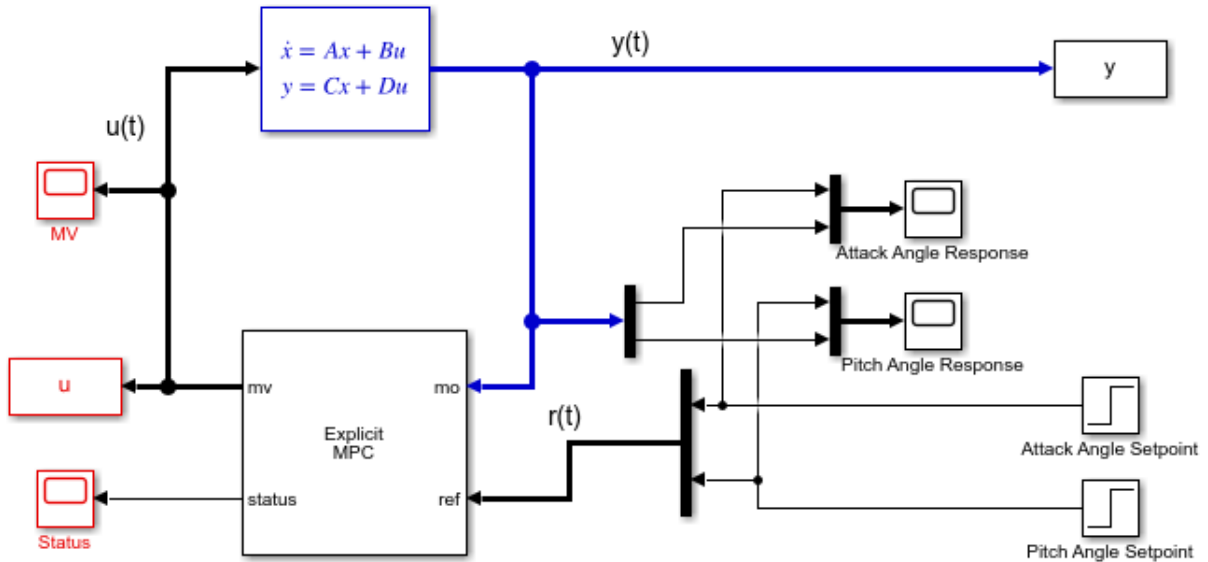 ẋ = Ax + Bu
y = Cx + Du
y(t)
y
u(t)
MV
Attack Angle Response
Pitch Angle Response
u
mv
mo
Explicit
MPC
r(t)
Attack Angle Setpoint
status
ref
Status
Pitch Angle Setpoint